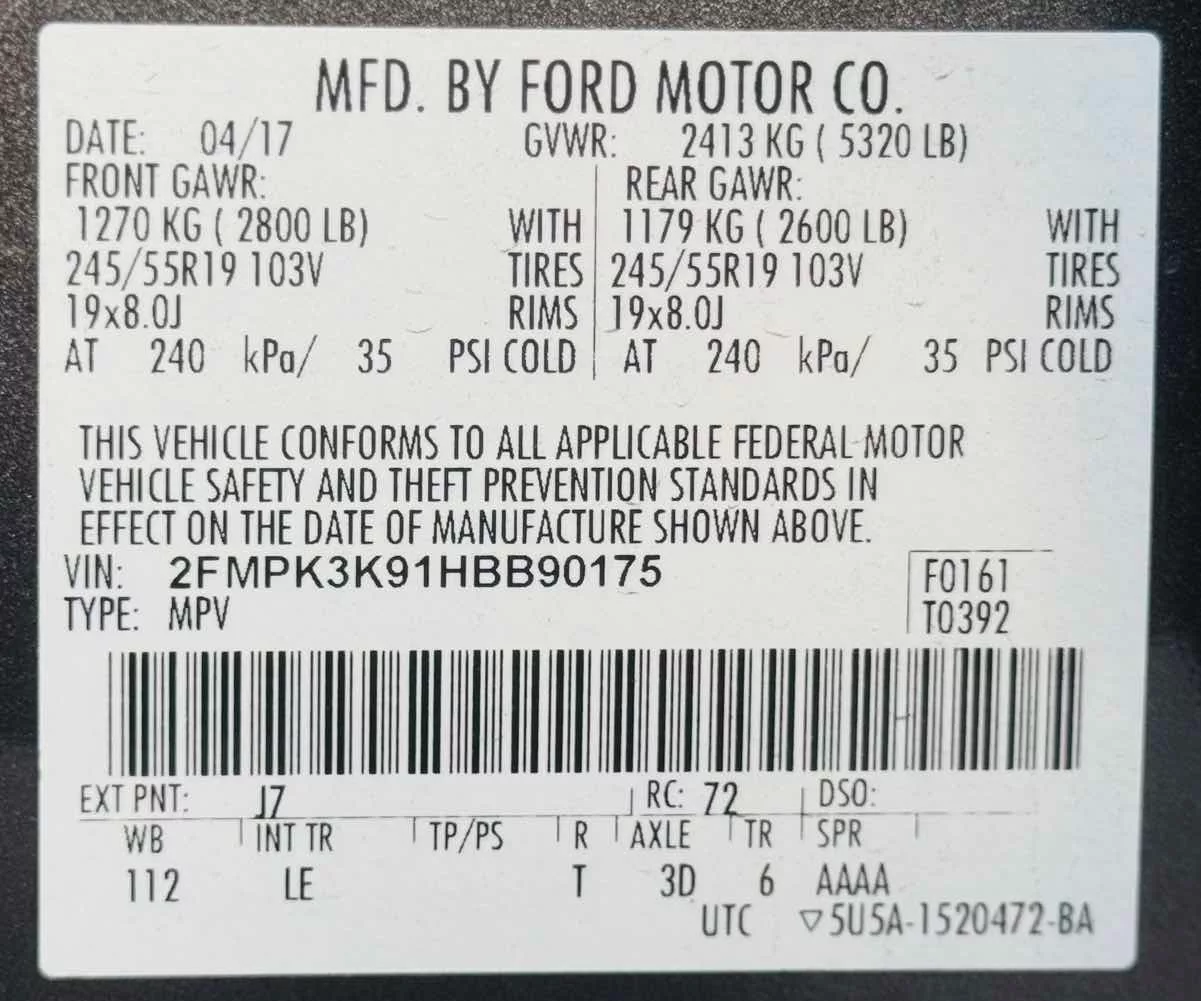 MFD. BY FORD MOTOR CO.
DATE: 04/17 GVWR: 2413 KG ( 5320 LB)
FRONT GAWR: REAR GAWR:
1270 KG ( 2800 LB) WITH 1179 KG ( 2600 LB) WITH
245/55R19 103V TIRES 245/55R19 103V TIRES
19x8.0J RIMS 19x8.0J RIMS
AT 240 kPa/ 35 PSI COLD AT 240 kPa/ 35 PSI COLD
THIS VEHICLE CONFORMS TO ALL APPLICABLE FEDERAL MOTOR
VEHICLE SAFETY AND THEFT PREVENTION STANDARDS IN
EFFECT ON THE DATE OF MANUFACTURE SHOWN ABOVE.
VIN: 2FMPK3K91HBB90175 F0161
TYPE: MPV T0392
EXT PNT: J7 RC: 72 DSO:
WB INT TR TP/PS R AXLE TR SPR
112 LE T 3D 6 AAAA
UTC ▽5U5A-1520472-BA